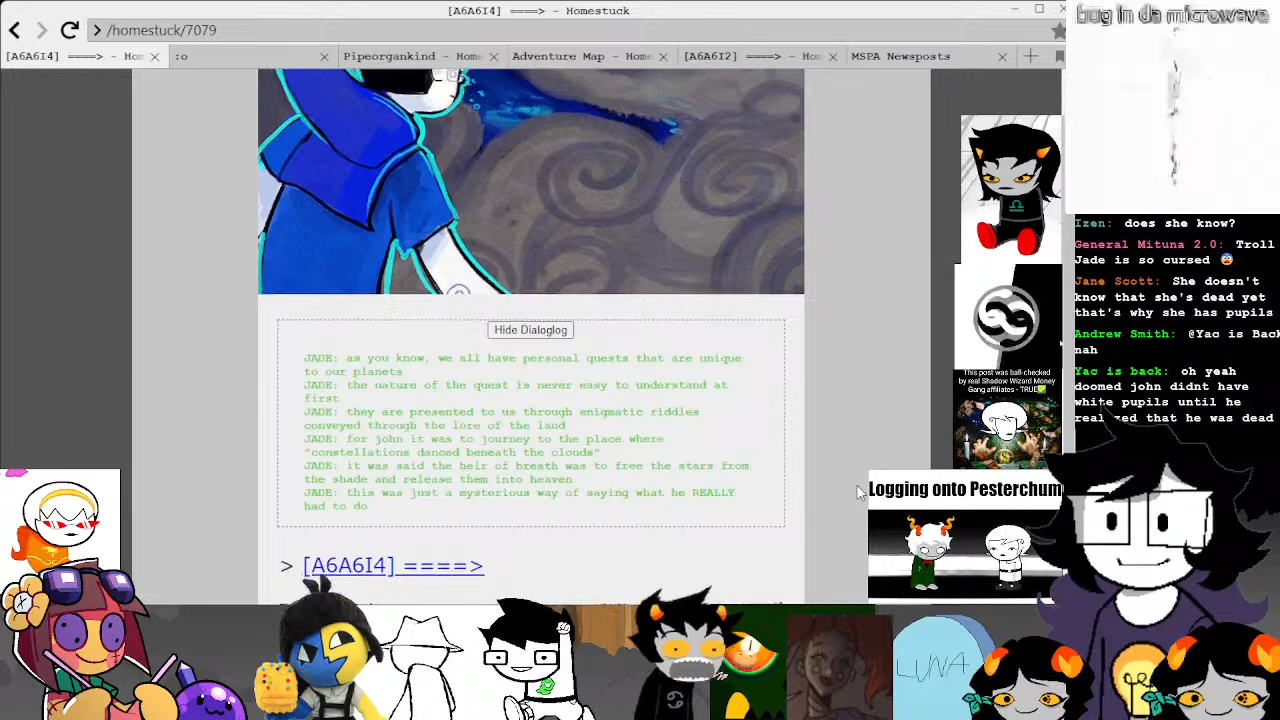 [A6A6I4] ====> - Homestuck
/homestuck/7079
[A6A6I4] ====> - Hom
:o
Pipeorgankind - Home
Adventure Map - Home
[A6A6I2] ====> - Hom
MSPA Newsposts
bug in da microwave
Hide Dialoglog
JADE: as you know, we all have personal quests that are unique
to our planets
JADE: the nature of the quest is never easy to understand at
first
JADE: they are presented to us through enigmatic riddles
conveyed through the lore of the land
JADE: for john it was to journey to the place where
"constellations danced beneath the clouds"
JADE: it was said the heir of breath was to free the stars from
the shade and release them into heaven
JADE: this was just a mysterious way of saying what he REALLY
had to do
> [A6A6I4] ====>
This post was ball-checked
by real Shadow Wizard Money
Gang affiliates - TRUE✅
Logging onto Pesterchum
Izen: does she know?
General Mituna 2.0: Troll
Jade is so cursed 😨
Jane Scott: She doesn't
know that she's dead yet
that's why she has pupils
Andrew Smith: @Yac is Back
nah
Yac is back: oh yeah
doomed john didnt have
white pupils until he
realized that he was dead
LUNA